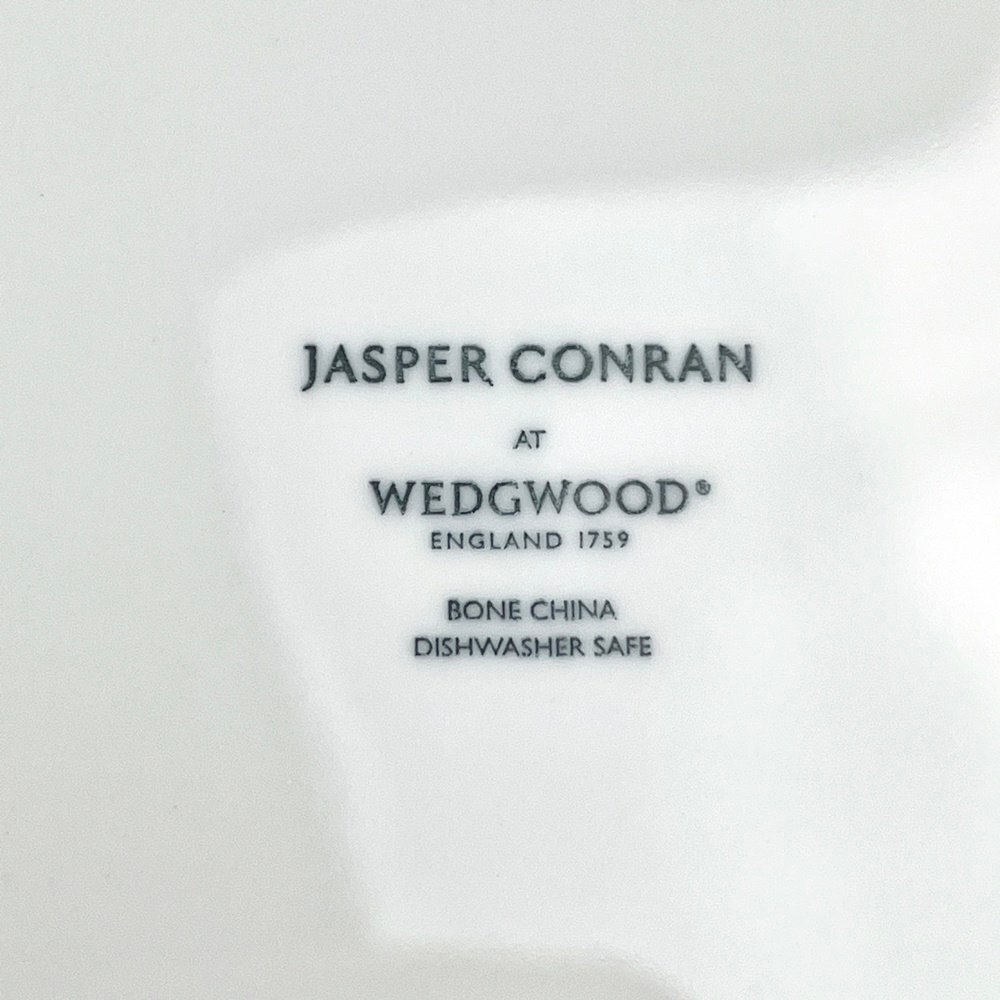 JASPER CONRAN
AT
WEDGWOOD®
ENGLAND 1759
BONE CHINA
DISHWASHER SAFE